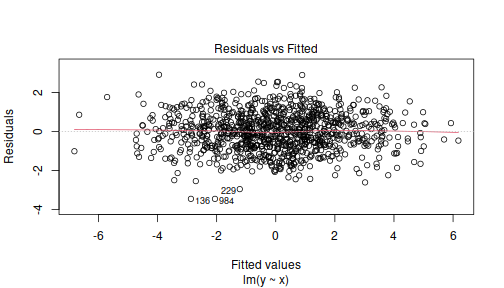 Residuals vs Fitted
Residuals
2
0
-2
-4
229
136 984
-6 -4 -2 0 2 4 6
Fitted values
lm(y ~ x)